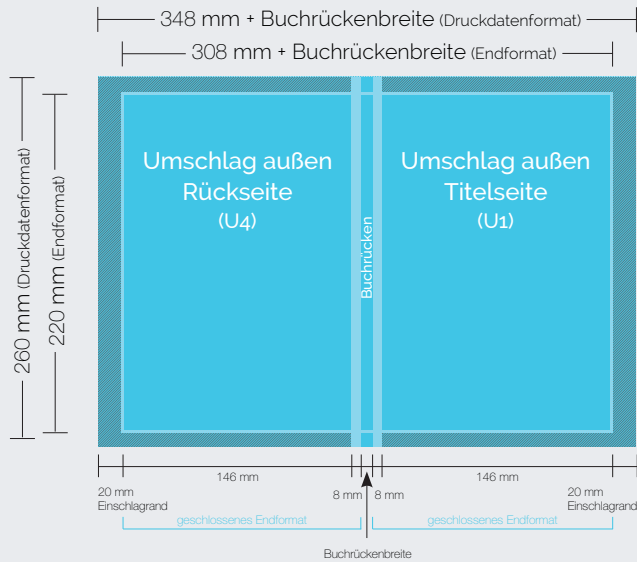 348 mm + Buchrückenbreite (Druckdatenformat)
308 mm + Buchrückenbreite (Endformat)
260 mm (Druckdatenformat)
220 mm (Endformat)
Umschlag außen
Rückseite
(U4)
Buchrücken
Umschlag außen
Titelseite
(U1)
146 mm
146 mm
20 mm
Einschlagrand
8 mm
8 mm
20 mm
Einschlagrand
geschlossenes Endformat
geschlossenes Endformat
Buchrückenbreite